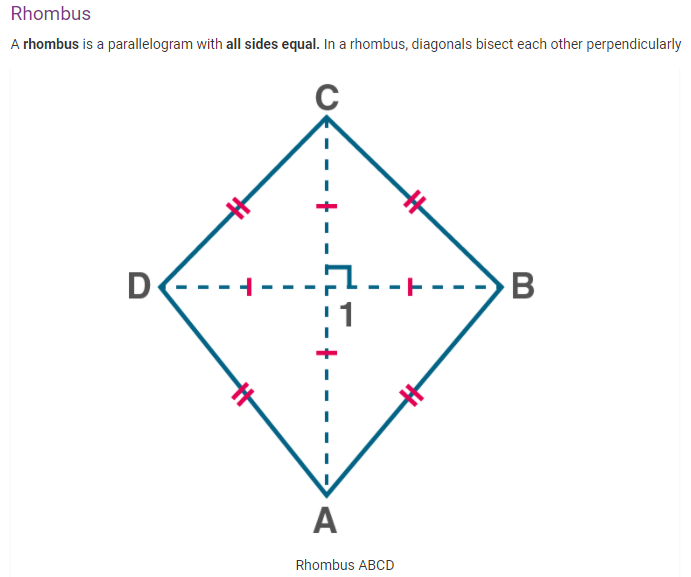 Rhombus
A rhombus is a parallelogram with all sides equal. In a rhombus, diagonals bisect each other perpendicularly
C
D
B
1
A
Rhombus ABCD